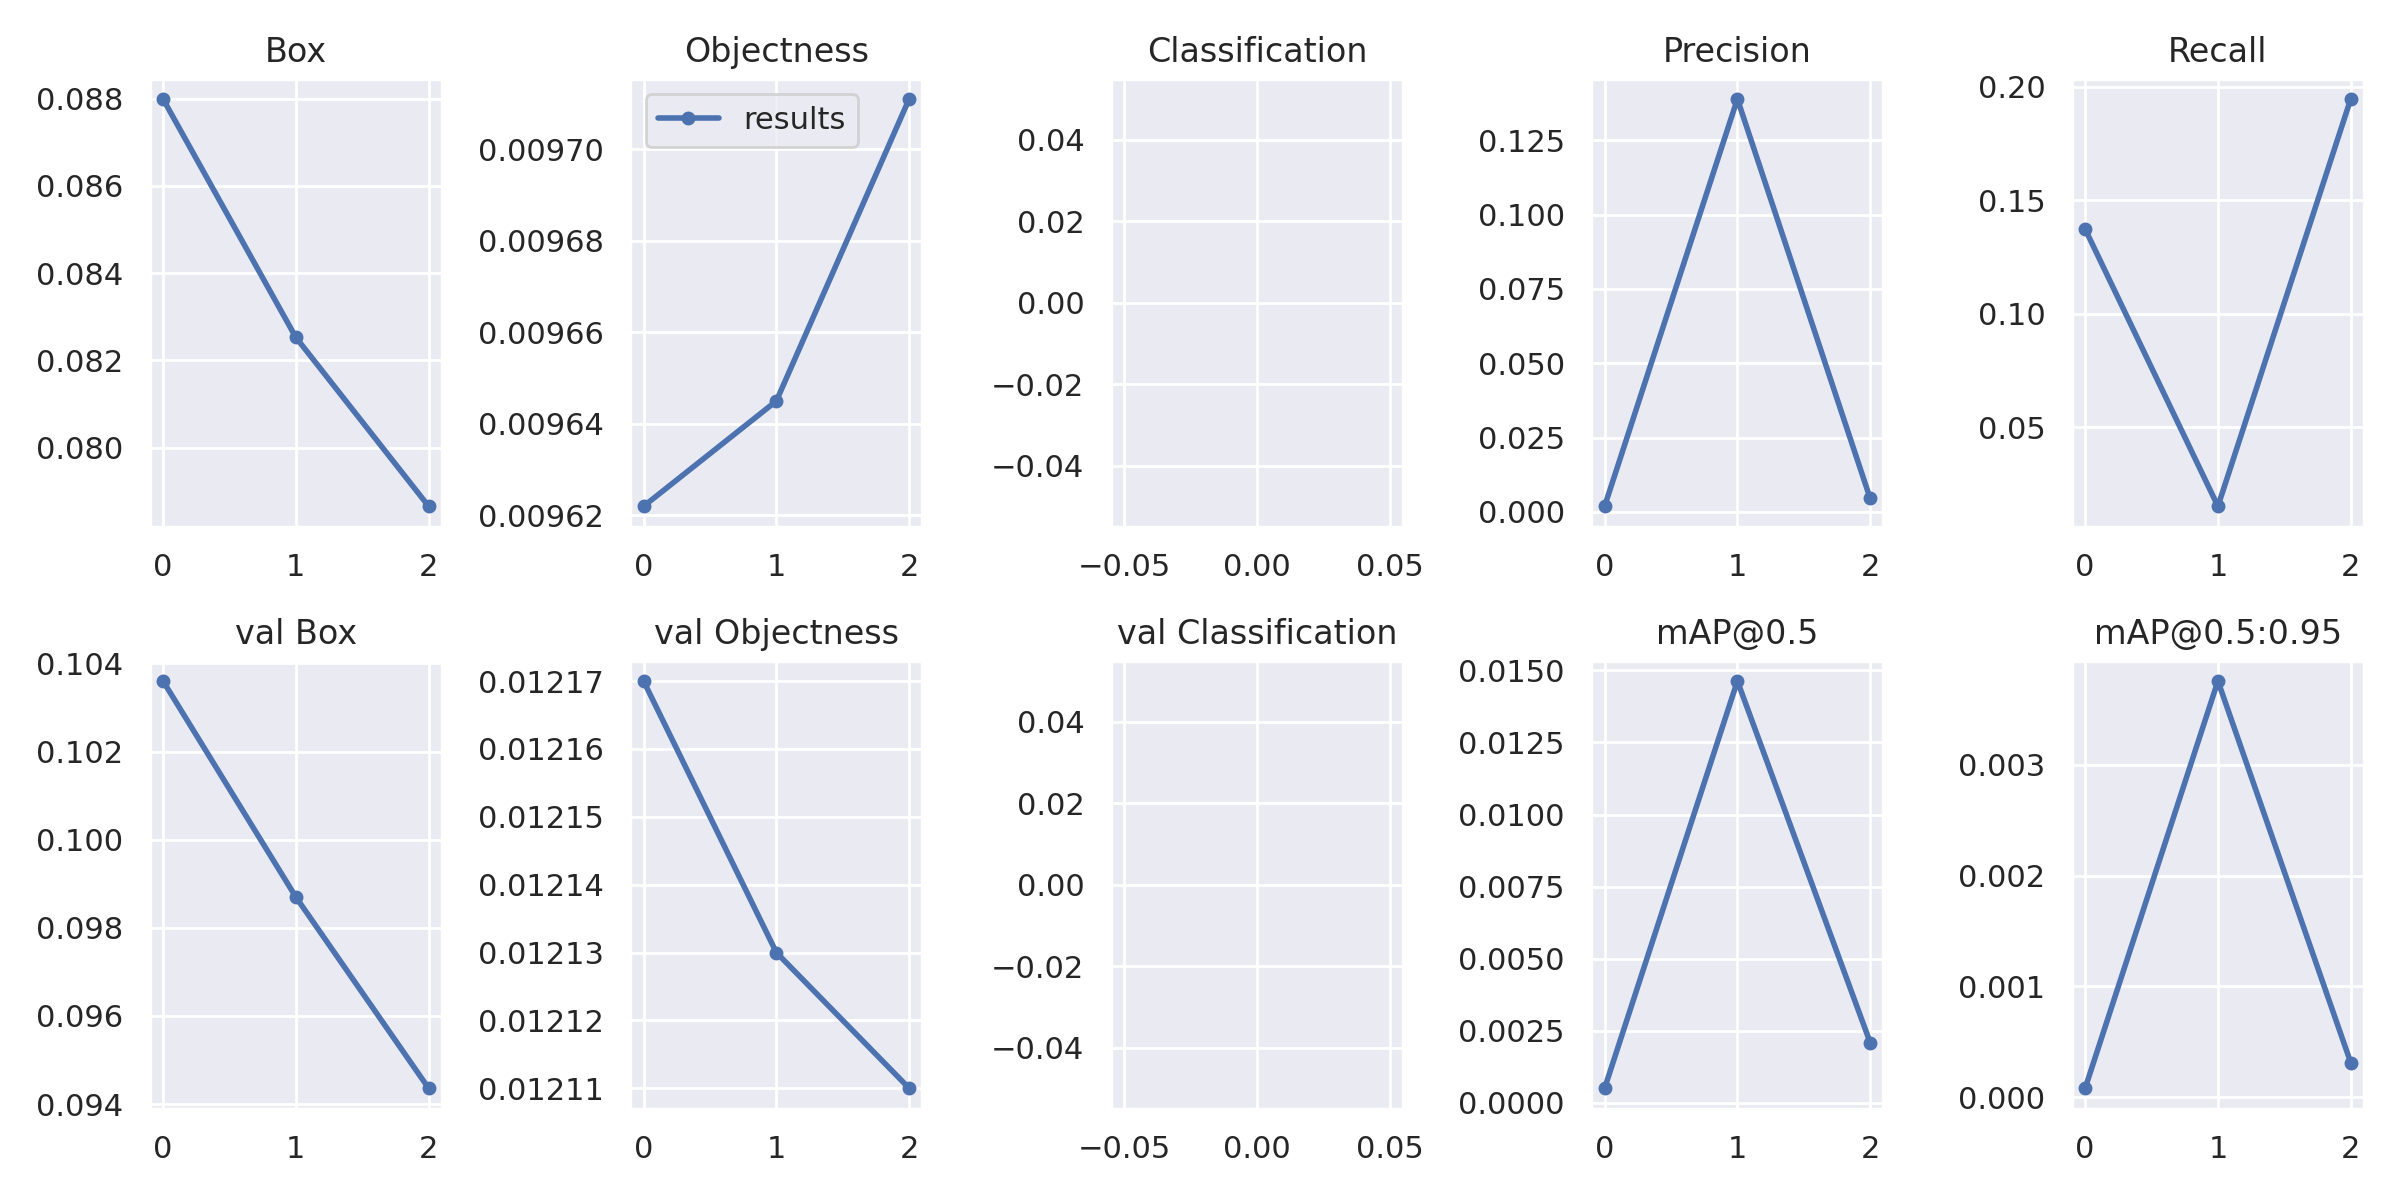 Box
0.088
0.086
0.084
0.082
0.080
0 1 2
Objectness
results
0.00970
0.00968
0.00966
0.00964
0.00962
0 1 2
Classification
0.04
0.02
0.00
−0.02
−0.04
−0.05 0.00 0.05
Precision
0.125
0.100
0.075
0.050
0.025
0.000
0 1 2
Recall
0.20
0.15
0.10
0.05
0 1 2
val Box
0.104
0.102
0.100
0.098
0.096
0.094
0 1 2
val Objectness
0.01217
0.01216
0.01215
0.01214
0.01213
0.01212
0.01211
0 1 2
val Classification
0.04
0.02
0.00
−0.02
−0.04
−0.05 0.00 0.05
mAP@0.5
0.0150
0.0125
0.0100
0.0075
0.0050
0.0025
0.0000
0 1 2
mAP@0.5:0.95
0.003
0.002
0.001
0.000
0 1 2